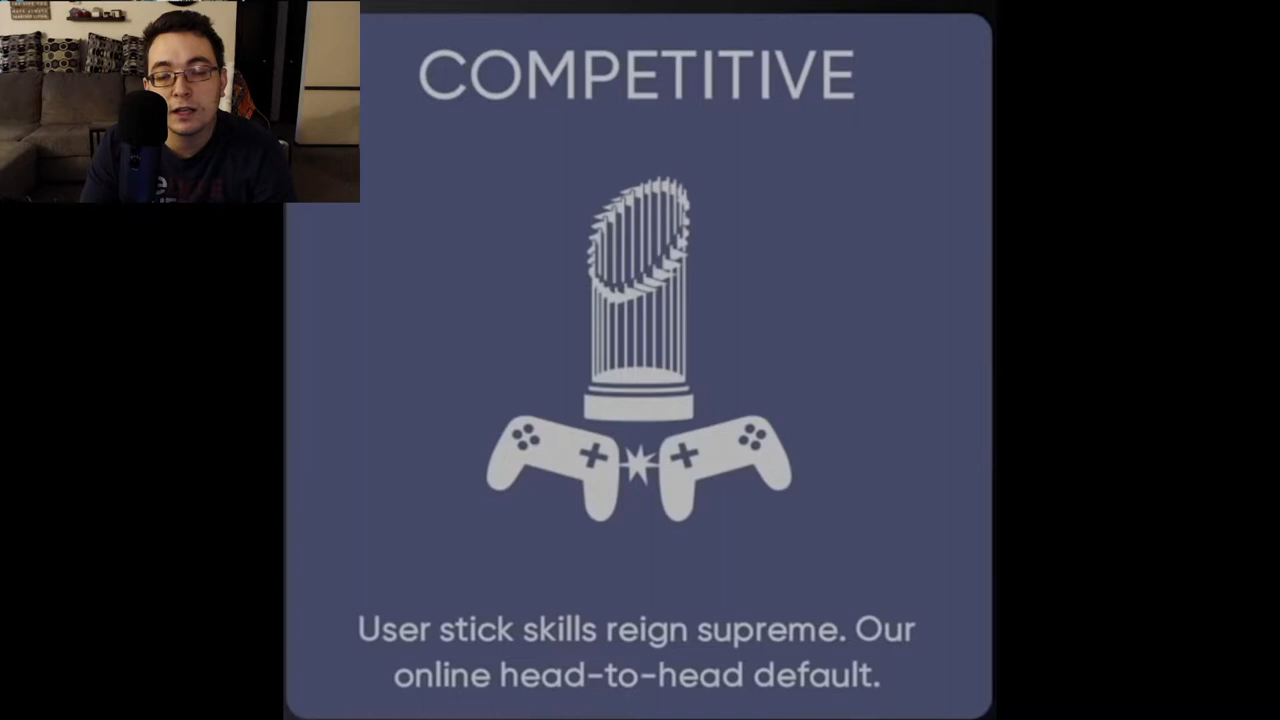 COMPETITIVE
User stick skills reign supreme. Our
online head-to-head default.